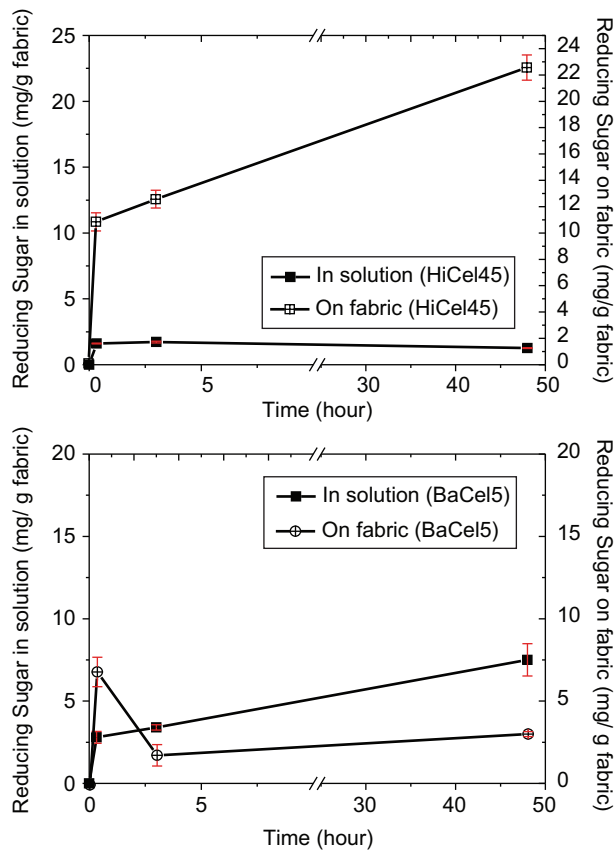 25
20
15
10
5
0
Reducing Sugar in solution (mg/g fabric)
24
22
20
18
16
14
12
10
8
6
4
2
0
Reducing Sugar on fabric (mg/g fabric)
In solution (HiCel45)
On fabric (HiCel45)
0 5 30 40 50
Time (hour)
20
15
10
5
0
Reducing Sugar in solution (mg/ g fabric)
20
15
10
5
0
Reducing Sugar on fabric (mg/ g fabric)
In solution (BaCel5)
On fabric (BaCel5)
0 5 30 40 50
Time (hour)